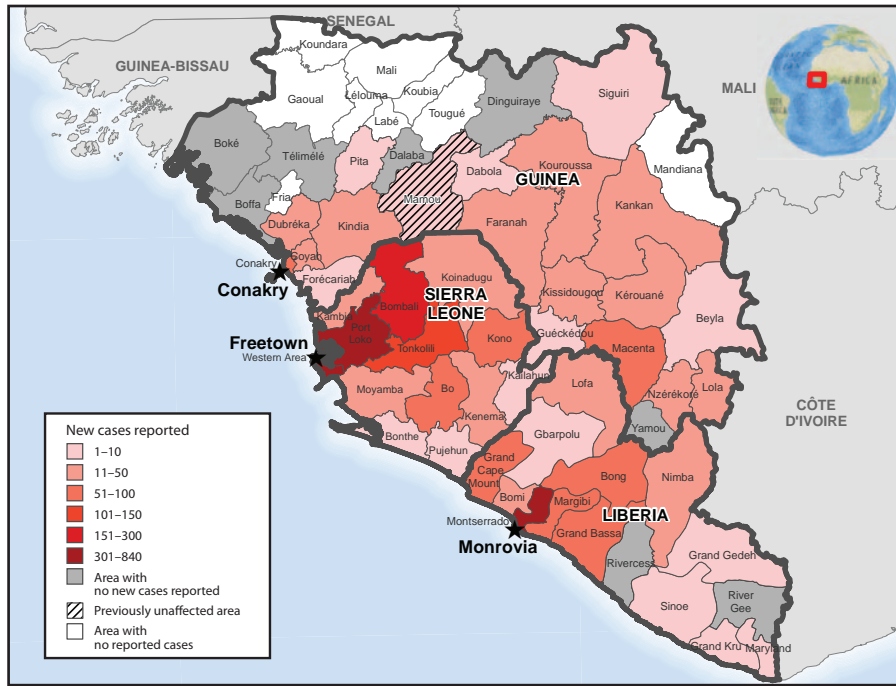 SENEGAL
GUINEA-BISSAU
MALI
CÔTE
D'IVOIRE
AFRICA
Koundara
Mali
Gaoual
Lélouma
Koubia
Labé
Tougué
Dinguiraye
Siguiri
Boké
Télimélé
Pita
Dalaba
Dabola
Kouroussa
Mandiana
GUINEA
Mamou
Boffa
Fria
Dubréka
Kindia
Faranah
Kankan
Coyah
Conakry
Conakry
Forécariah
Koinadugu
Kissidougou
Kérouané
Beyla
SIERRA
LEONE
Bombali
Kambia
Port
Loko
Tonkolili
Kono
Guéckédou
Macenta
Freetown
Western Area
Kailahun
Lofa
Nzérékoré
Lola
Moyamba
Bo
Kenema
Yamou
Bonthe
Pujehun
Gbarpolu
Grand
Cape
Mount
Bong
Nimba
Bomi
Margibi
LIBERIA
Montserrado
Monrovia
Grand Bassa
Rivercess
Grand Gedeh
Sinoe
River
Gee
Grand Kru
Maryland
New cases reported
1–10
11–50
51–100
101–150
151–300
301–840
Area with
no new cases reported
Previously unaffected area
Area with
no reported cases